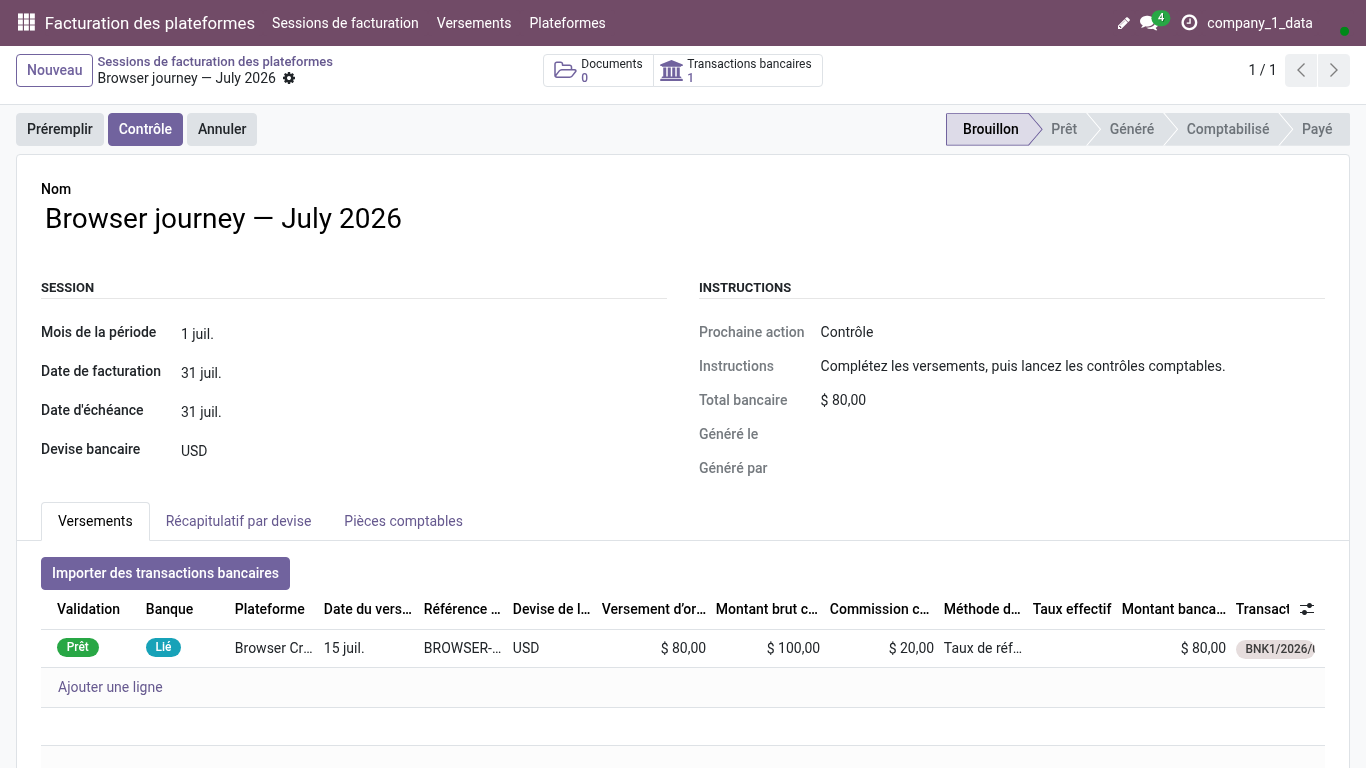 Facturation des plateformes Sessions de facturation Versements Plateformes 4 company_1_data
Nouveau Sessions de facturation des plateformes
Browser journey — July 2026
Documents 0
Transactions bancaires 1
1 / 1
Préremplir Contrôle Annuler Brouillon Prêt Généré Comptabilisé Payé
Nom
Browser journey — July 2026
SESSION
Mois de la période 1 juil.
Date de facturation 31 juil.
Date d'échéance 31 juil.
Devise bancaire USD
INSTRUCTIONS
Prochaine action Contrôle
Instructions Complétez les versements, puis lancez les contrôles comptables.
Total bancaire $ 80,00
Généré le
Généré par
Versements Récapitulatif par devise Pièces comptables
Importer des transactions bancaires
Validation Banque Plateforme Date du vers... Référence ... Devise de l... Versement d’or... Montant brut c... Commission c... Méthode d... Taux effectif Montant banca... Transact
Prêt Lié Browser Cr... 15 juil. BROWSER-... USD $ 80,00 $ 100,00 $ 20,00 Taux de réf... $ 80,00 BNK1/2026/
Ajouter une ligne